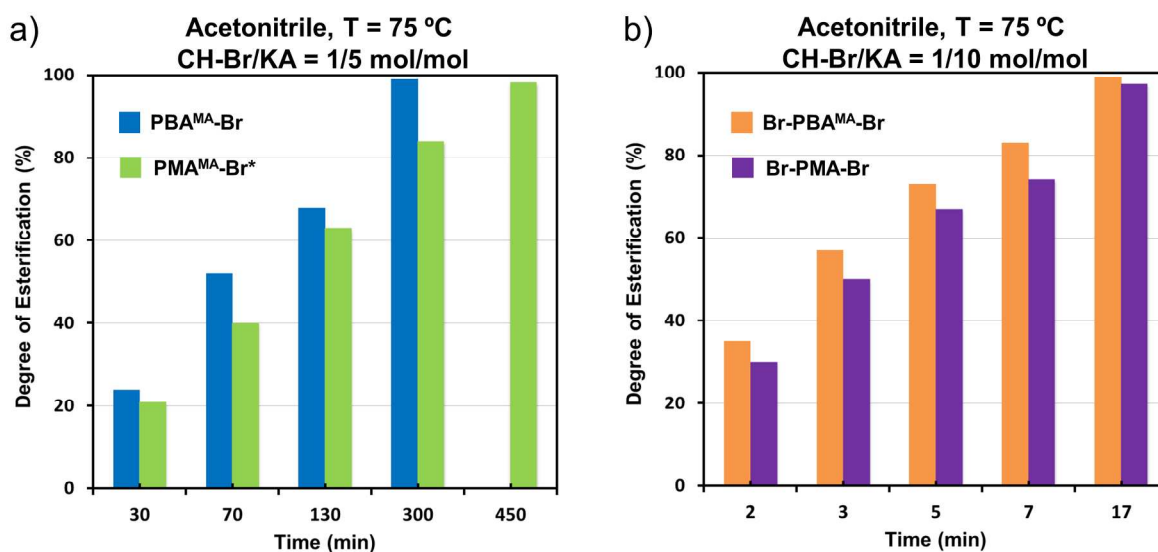 a)
Acetonitrile, T = 75 ºC
CH-Br/KA = 1/5 mol/mol
Degree of Esterification (%)
100
80
60
40
20
0
PBA^MA-Br
PMA^MA-Br*
30 70 130 300 450
Time (min)
b)
Acetonitrile, T = 75 ºC
CH-Br/KA = 1/10 mol/mol
Degree of Esterification (%)
100
80
60
40
20
0
Br-PBA^MA-Br
Br-PMA-Br
2 3 5 7 17
Time (min)